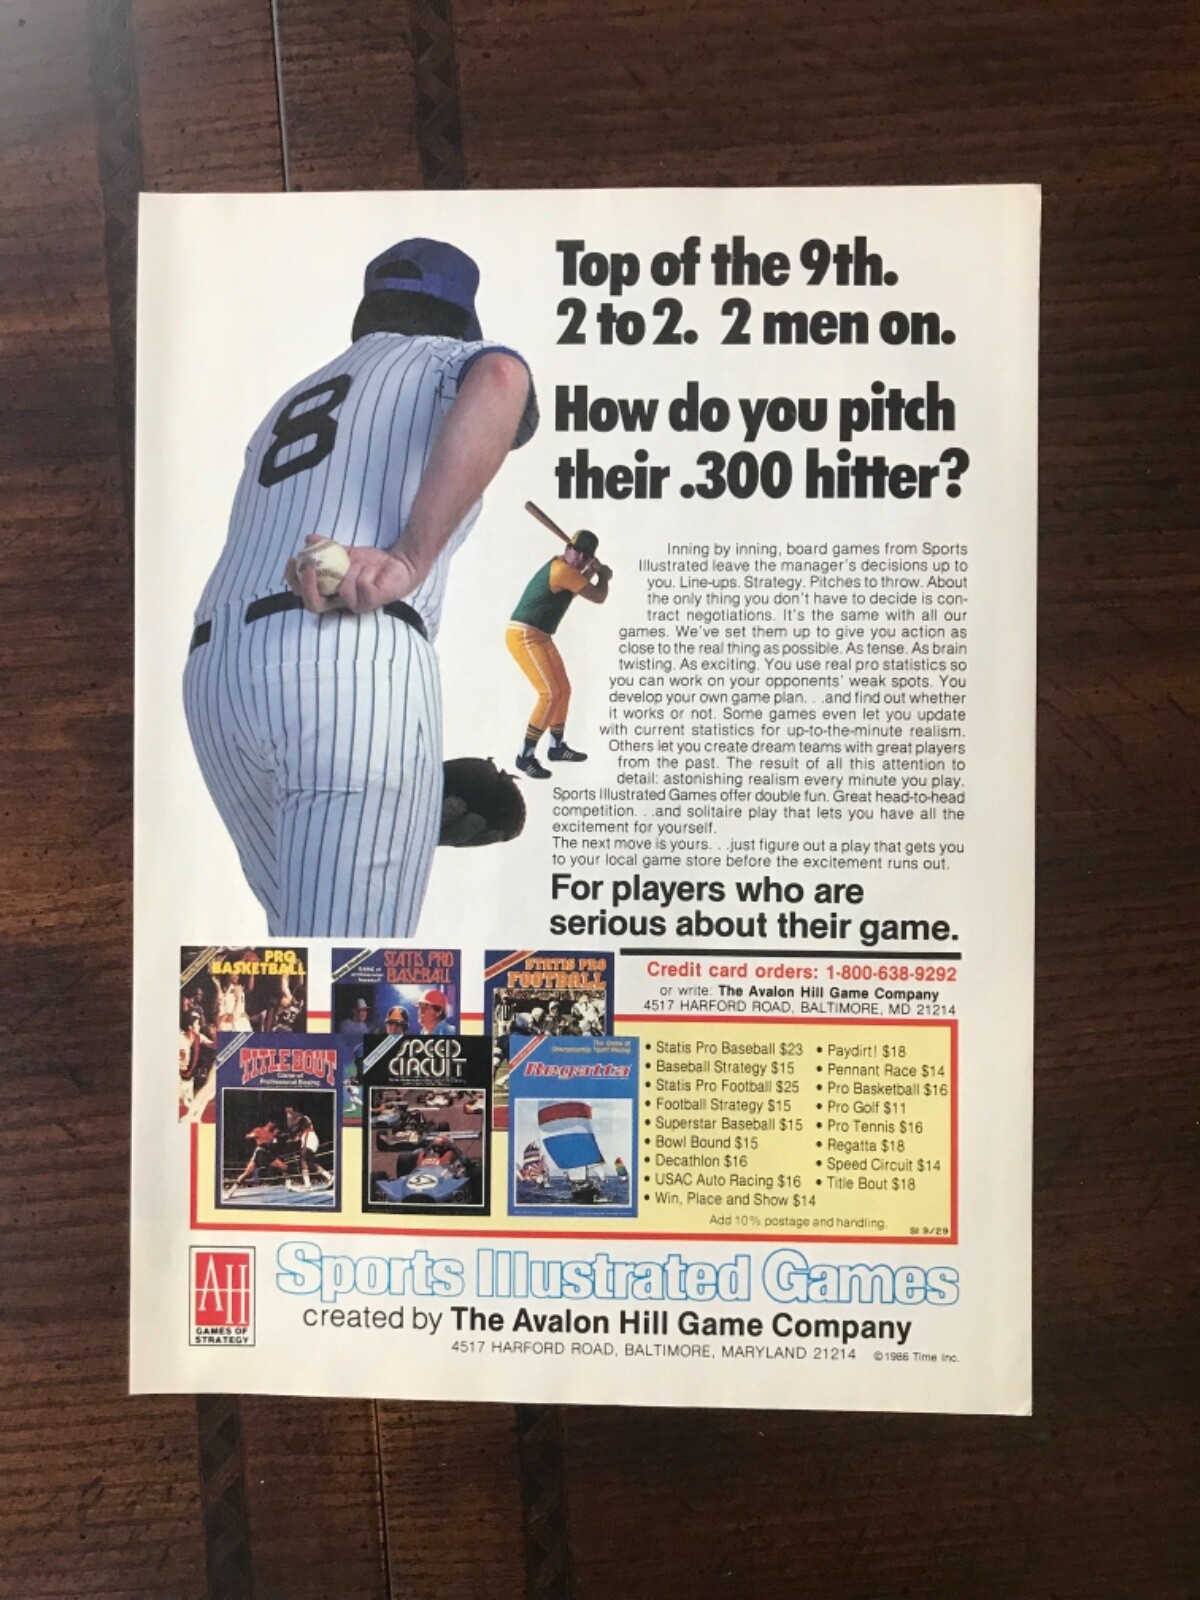 Top of the 9th.
2 to 2. 2 men on.
How do you pitch
their .300 hitter?
8
Inning by inning, board games from Sports
Illustrated leave the manager's decisions up to
you. Line-ups. Strategy. Pitches to throw. About
the only thing you don't have to decide is con-
tract negotiations. It's the same with all our
games. We've set them up to give you action as
close to the real thing as possible. As tense. As brain
twisting. As exciting. You use real pro statistics so
you can work on your opponents' weak spots. You
develop your own game plan. . .and find out whether
it works or not. Some games even let you update
with current statistics for up-to-the-minute realism.
Others let you create dream teams with great players
from the past. The result of all this attention to
detail: astonishing realism every minute you play.
Sports Illustrated Games offer double fun. Great head-to-head
competition. . .and solitaire play that lets you have all the
excitement for yourself.
The next move is yours. . .just figure out a play that gets you
to your local game store before the excitement runs out.
For players who are
serious about their game.
PRO
BASKETBALL
STATIS PRO
BASEBALL
STATIS PRO
FOOTBALL
TITLE BOUT
Game of
Professional Boxing
SPEED
CIRCUIT
Regatta
Credit card orders: 1-800-638-9292
or write: The Avalon Hill Game Company
4517 HARFORD ROAD, BALTIMORE, MD 21214
• Statis Pro Baseball $23
• Baseball Strategy $15
• Statis Pro Football $25
• Football Strategy $15
• Superstar Baseball $15
• Bowl Bound $15
• Decathlon $16
• USAC Auto Racing $16
• Win, Place and Show $14
• Paydirt! $18
• Pennant Race $14
• Pro Basketball $16
• Pro Golf $11
• Pro Tennis $16
• Regatta $18
• Speed Circuit $14
• Title Bout $18
Add 10% postage and handling.
SI 9/29
AH
GAMES OF
STRATEGY
Sports Illustrated Games
created by The Avalon Hill Game Company
4517 HARFORD ROAD, BALTIMORE, MARYLAND 21214 ©1986 Time Inc.